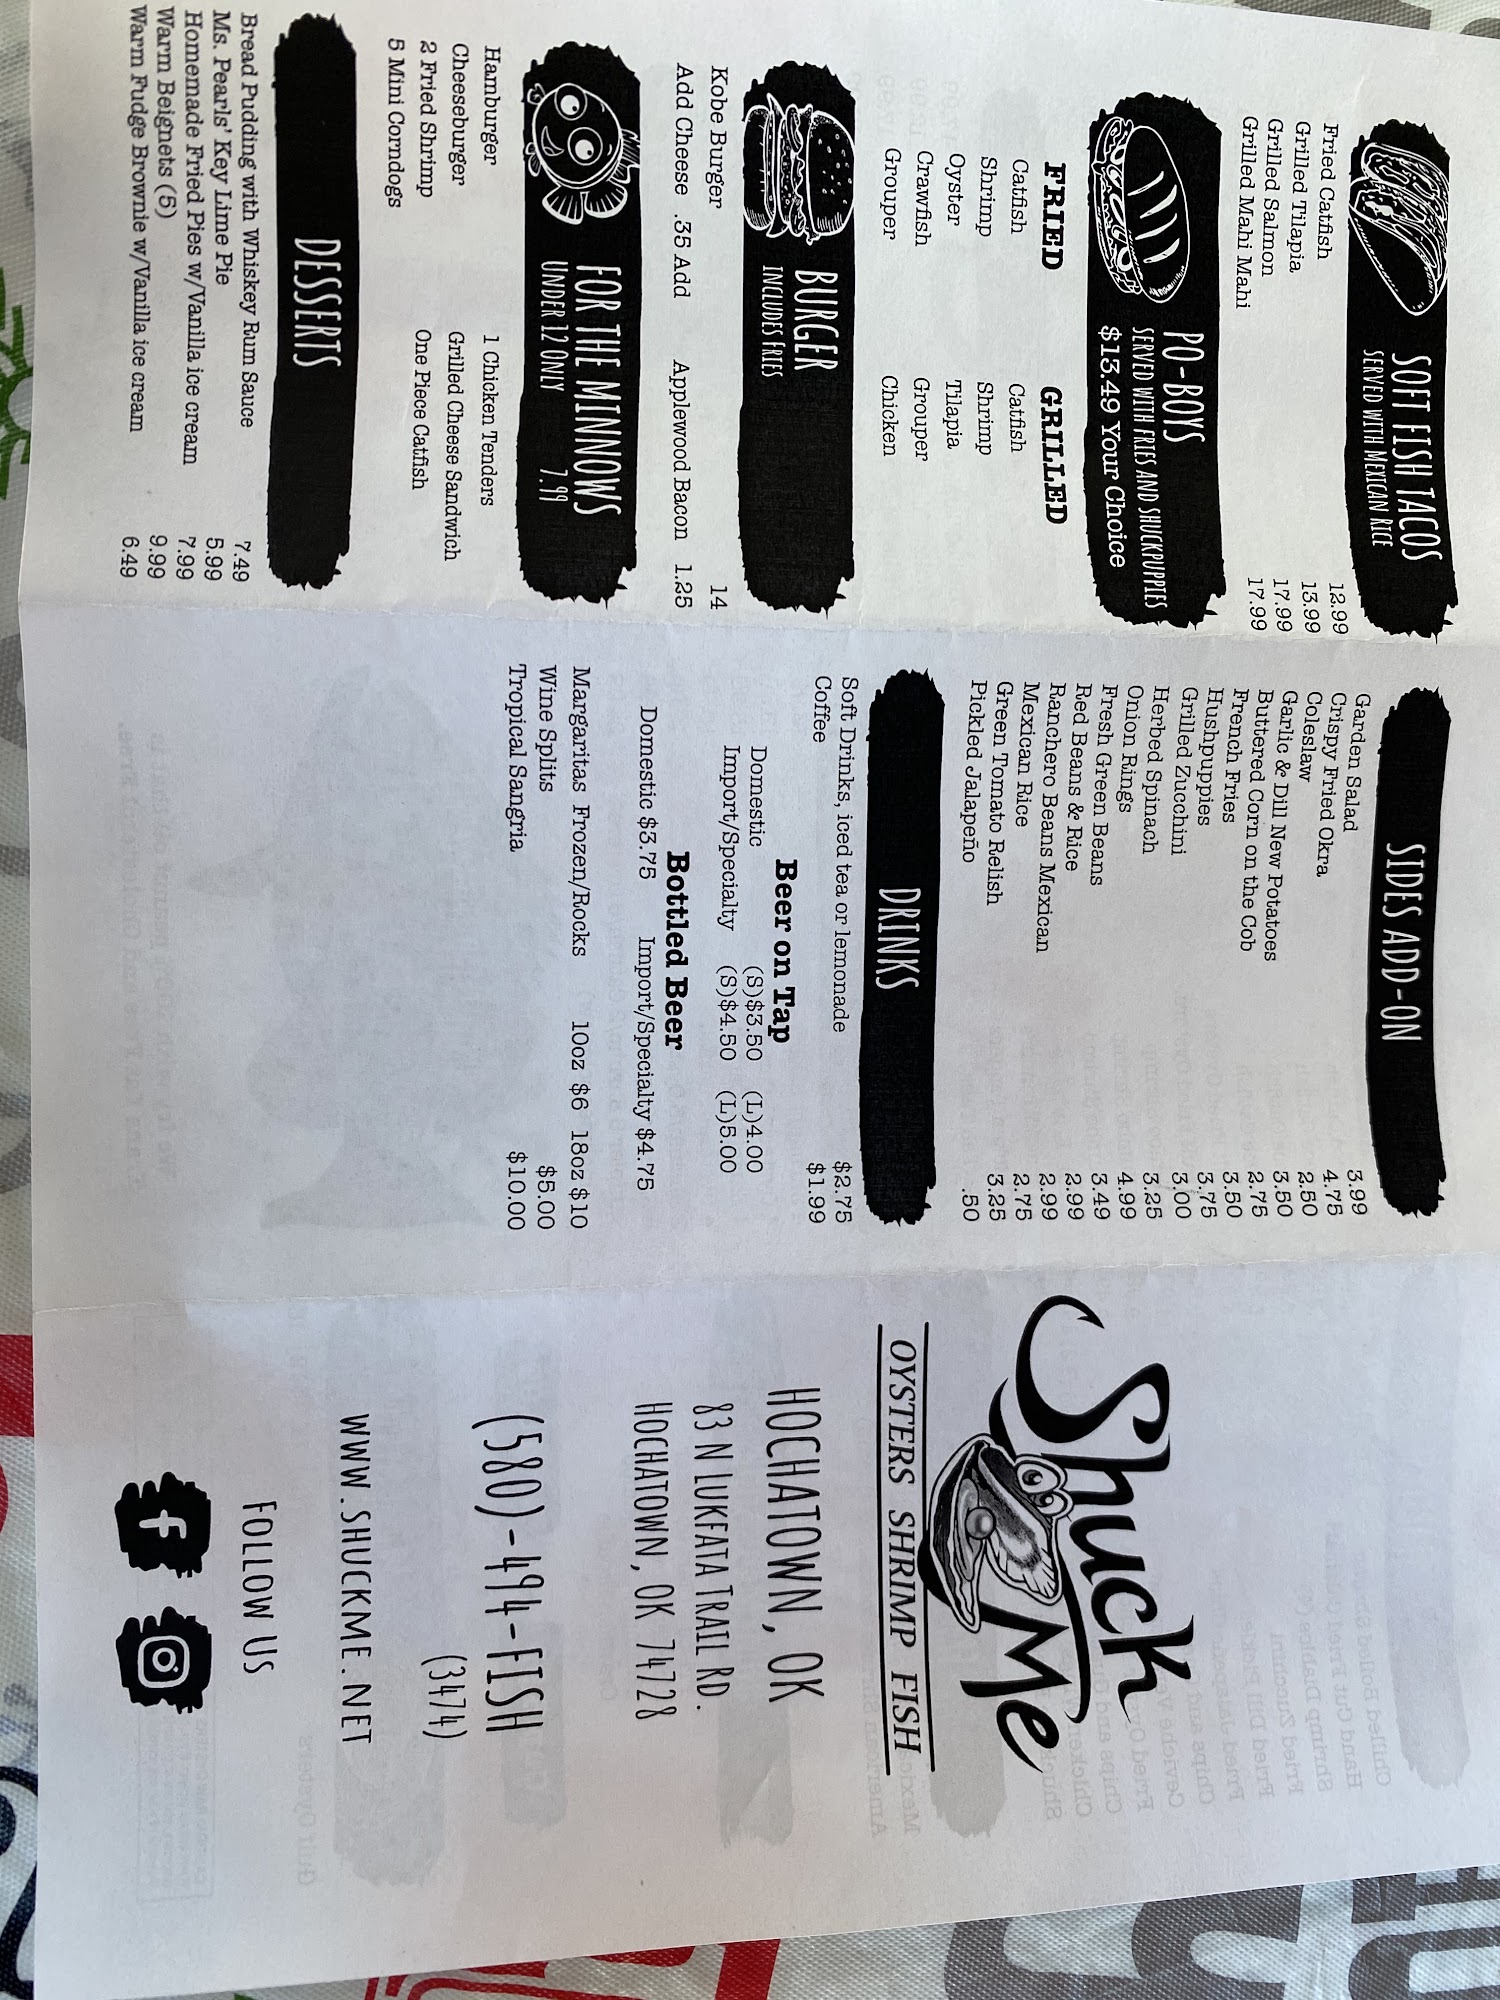 SOFT FISH TACOS
SERVED WITH MEXICAN RICE
Fried Catfish 12.99
Grilled Tilapia 13.99
Grilled Salmon 17.99
Grilled Mahi Mahi 17.99
PO-BOYS
SERVED WITH FRIES AND SHUCKPUPPIES
$13.49 Your Choice
FRIED GRILLED
Catfish Catfish
Shrimp Shrimp
Oyster Tilapia
Crawfish Grouper
Grouper Chicken
BURGER
INCLUDES FRIES
Kobe Burger 14
Add Cheese .35 Add Applewood Bacon 1.25
FOR THE MINNOWS
UNDER 12 ONLY 7.99
Hamburger 1 Chicken Tenders
Cheeseburger Grilled Cheese Sandwich
2 Fried Shrimp One Piece Catfish
5 Mini Corndogs
DESSERTS
Bread Pudding with Whiskey Rum Sauce 7.49
Ms. Pearls' Key Lime Pie 5.99
Homemade Fried Pies w/Vanilla ice cream 7.99
Warm Beignets (5) 9.99
Warm Fudge Brownie w/Vanilla ice cream 6.49
SIDES ADD-ON
Garden Salad 3.99
Crispy Fried Okra 4.75
Coleslaw 2.50
Garlic & Dill New Potatoes 3.50
Buttered Corn on the Cob 2.75
French Fries 3.50
Hushpuppies 3.75
Grilled Zucchini 3.00
Herbed Spinach 3.25
Onion Rings 4.99
Fresh Green Beans 3.49
Red Beans & Rice 2.99
Ranchero Beans Mexican 2.99
Mexican Rice 2.75
Green Tomato Relish 3.25
Pickled Jalapeño .50
DRINKS
Soft Drinks, iced tea or lemonade $2.75
Coffee $1.99
Beer on Tap
Domestic (S)$3.50 (L)4.00
Import/Specialty (S)$4.50 (L)5.00
Bottled Beer
Domestic $3.75 Import/Specialty $4.75
Margaritas Frozen/Rocks 10oz $6 18oz $10
Wine Splits $5.00
Tropical Sangria $10.00
Shuck Me
OYSTERS SHRIMP FISH
HOCHATOWN, OK
83 N LUKFATA TRAIL RD.
HOCHATOWN, OK 74728
(580)-494-FISH
(3474)
WWW.SHUCKME.NET
FOLLOW US